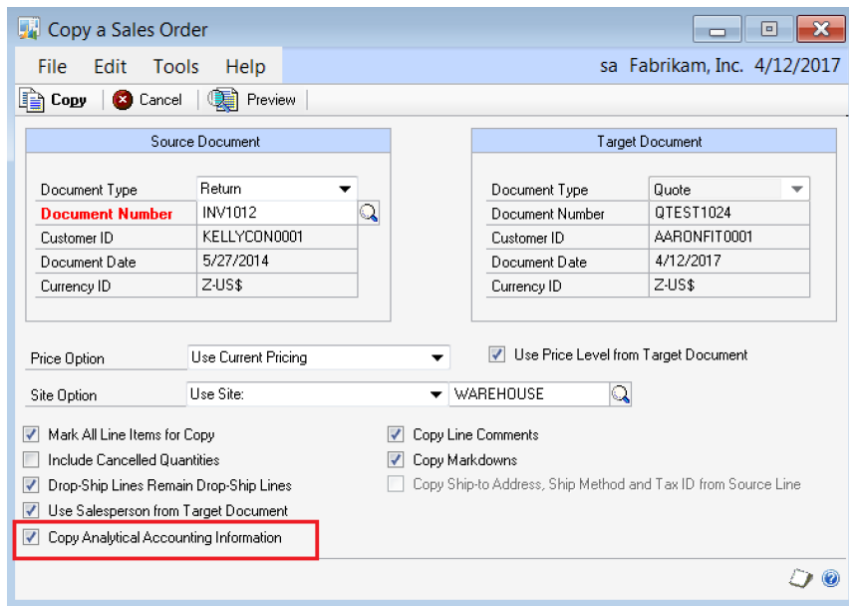 Copy a Sales Order
File Edit Tools Help sa Fabrikam, Inc. 4/12/2017
Copy Cancel Preview
Source Document Target Document
Document Type Return Document Type Quote
Document Number INV1012 Document Number QTEST1024
Customer ID KELLYCON0001 Customer ID AARONFIT0001
Document Date 5/27/2014 Document Date 4/12/2017
Currency ID Z-US$ Currency ID Z-US$
Price Option Use Current Pricing Use Price Level from Target Document
Site Option Use Site: WAREHOUSE
Mark All Line Items for Copy Copy Line Comments
Include Cancelled Quantities Copy Markdowns
Drop-Ship Lines Remain Drop-Ship Lines Copy Ship-to Address, Ship Method and Tax ID from Source Line
Use Salesperson from Target Document
Copy Analytical Accounting Information